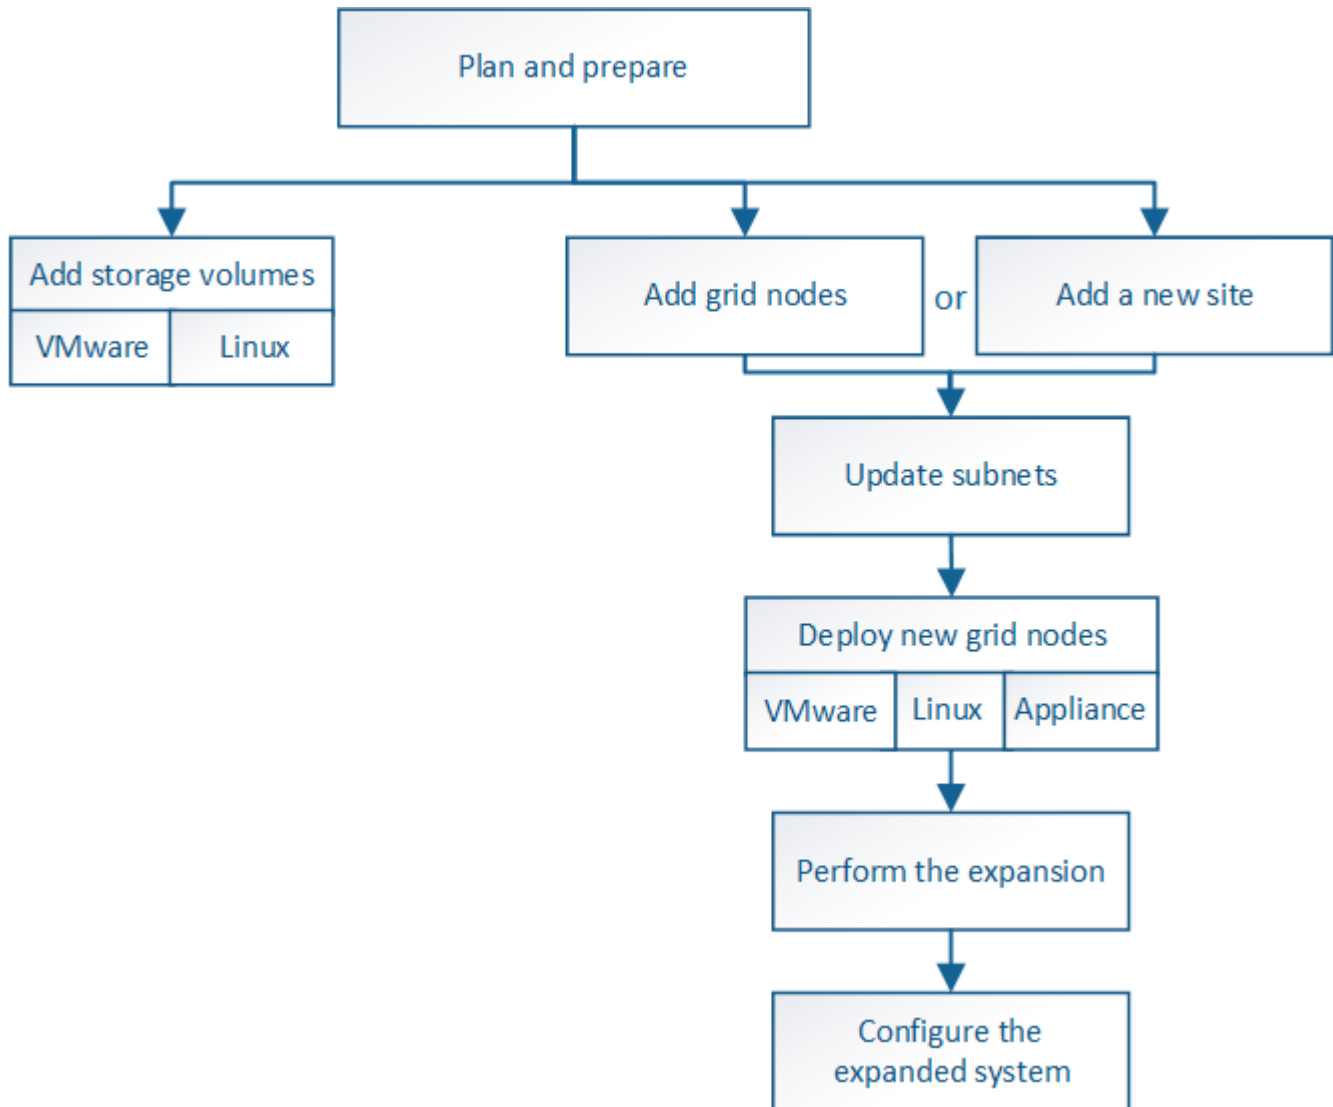 Plan and prepare
Add storage volumes
VMware
Linux
Add grid nodes
or
Add a new site
Update subnets
Deploy new grid nodes
VMware
Linux
Appliance
Perform the expansion
Configure the
expanded system